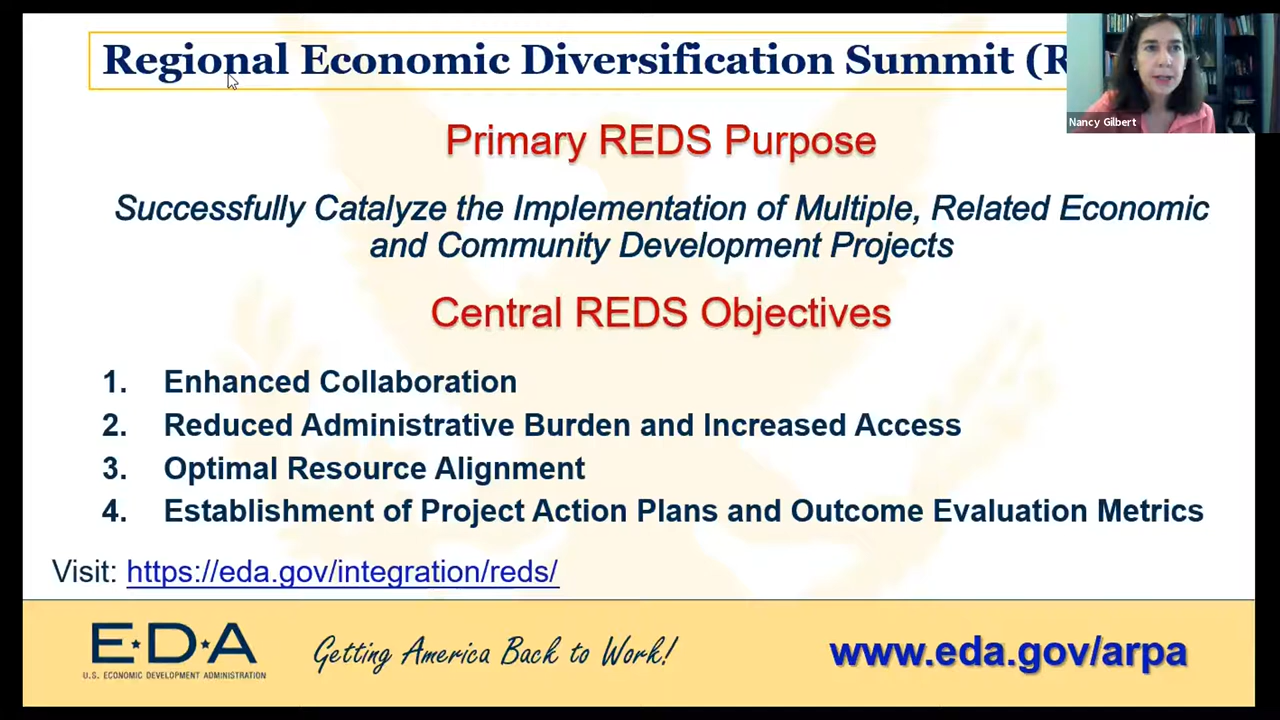 Regional Economic Diversification Summit (R
Nancy Gilbert
Primary REDS Purpose
Successfully Catalyze the Implementation of Multiple, Related Economic
and Community Development Projects
Central REDS Objectives
1. Enhanced Collaboration
2. Reduced Administrative Burden and Increased Access
3. Optimal Resource Alignment
4. Establishment of Project Action Plans and Outcome Evaluation Metrics
Visit: https://eda.gov/integration/reds/
E★D★A
U.S. ECONOMIC DEVELOPMENT ADMINISTRATION
Getting America Back to Work!
www.eda.gov/arpa